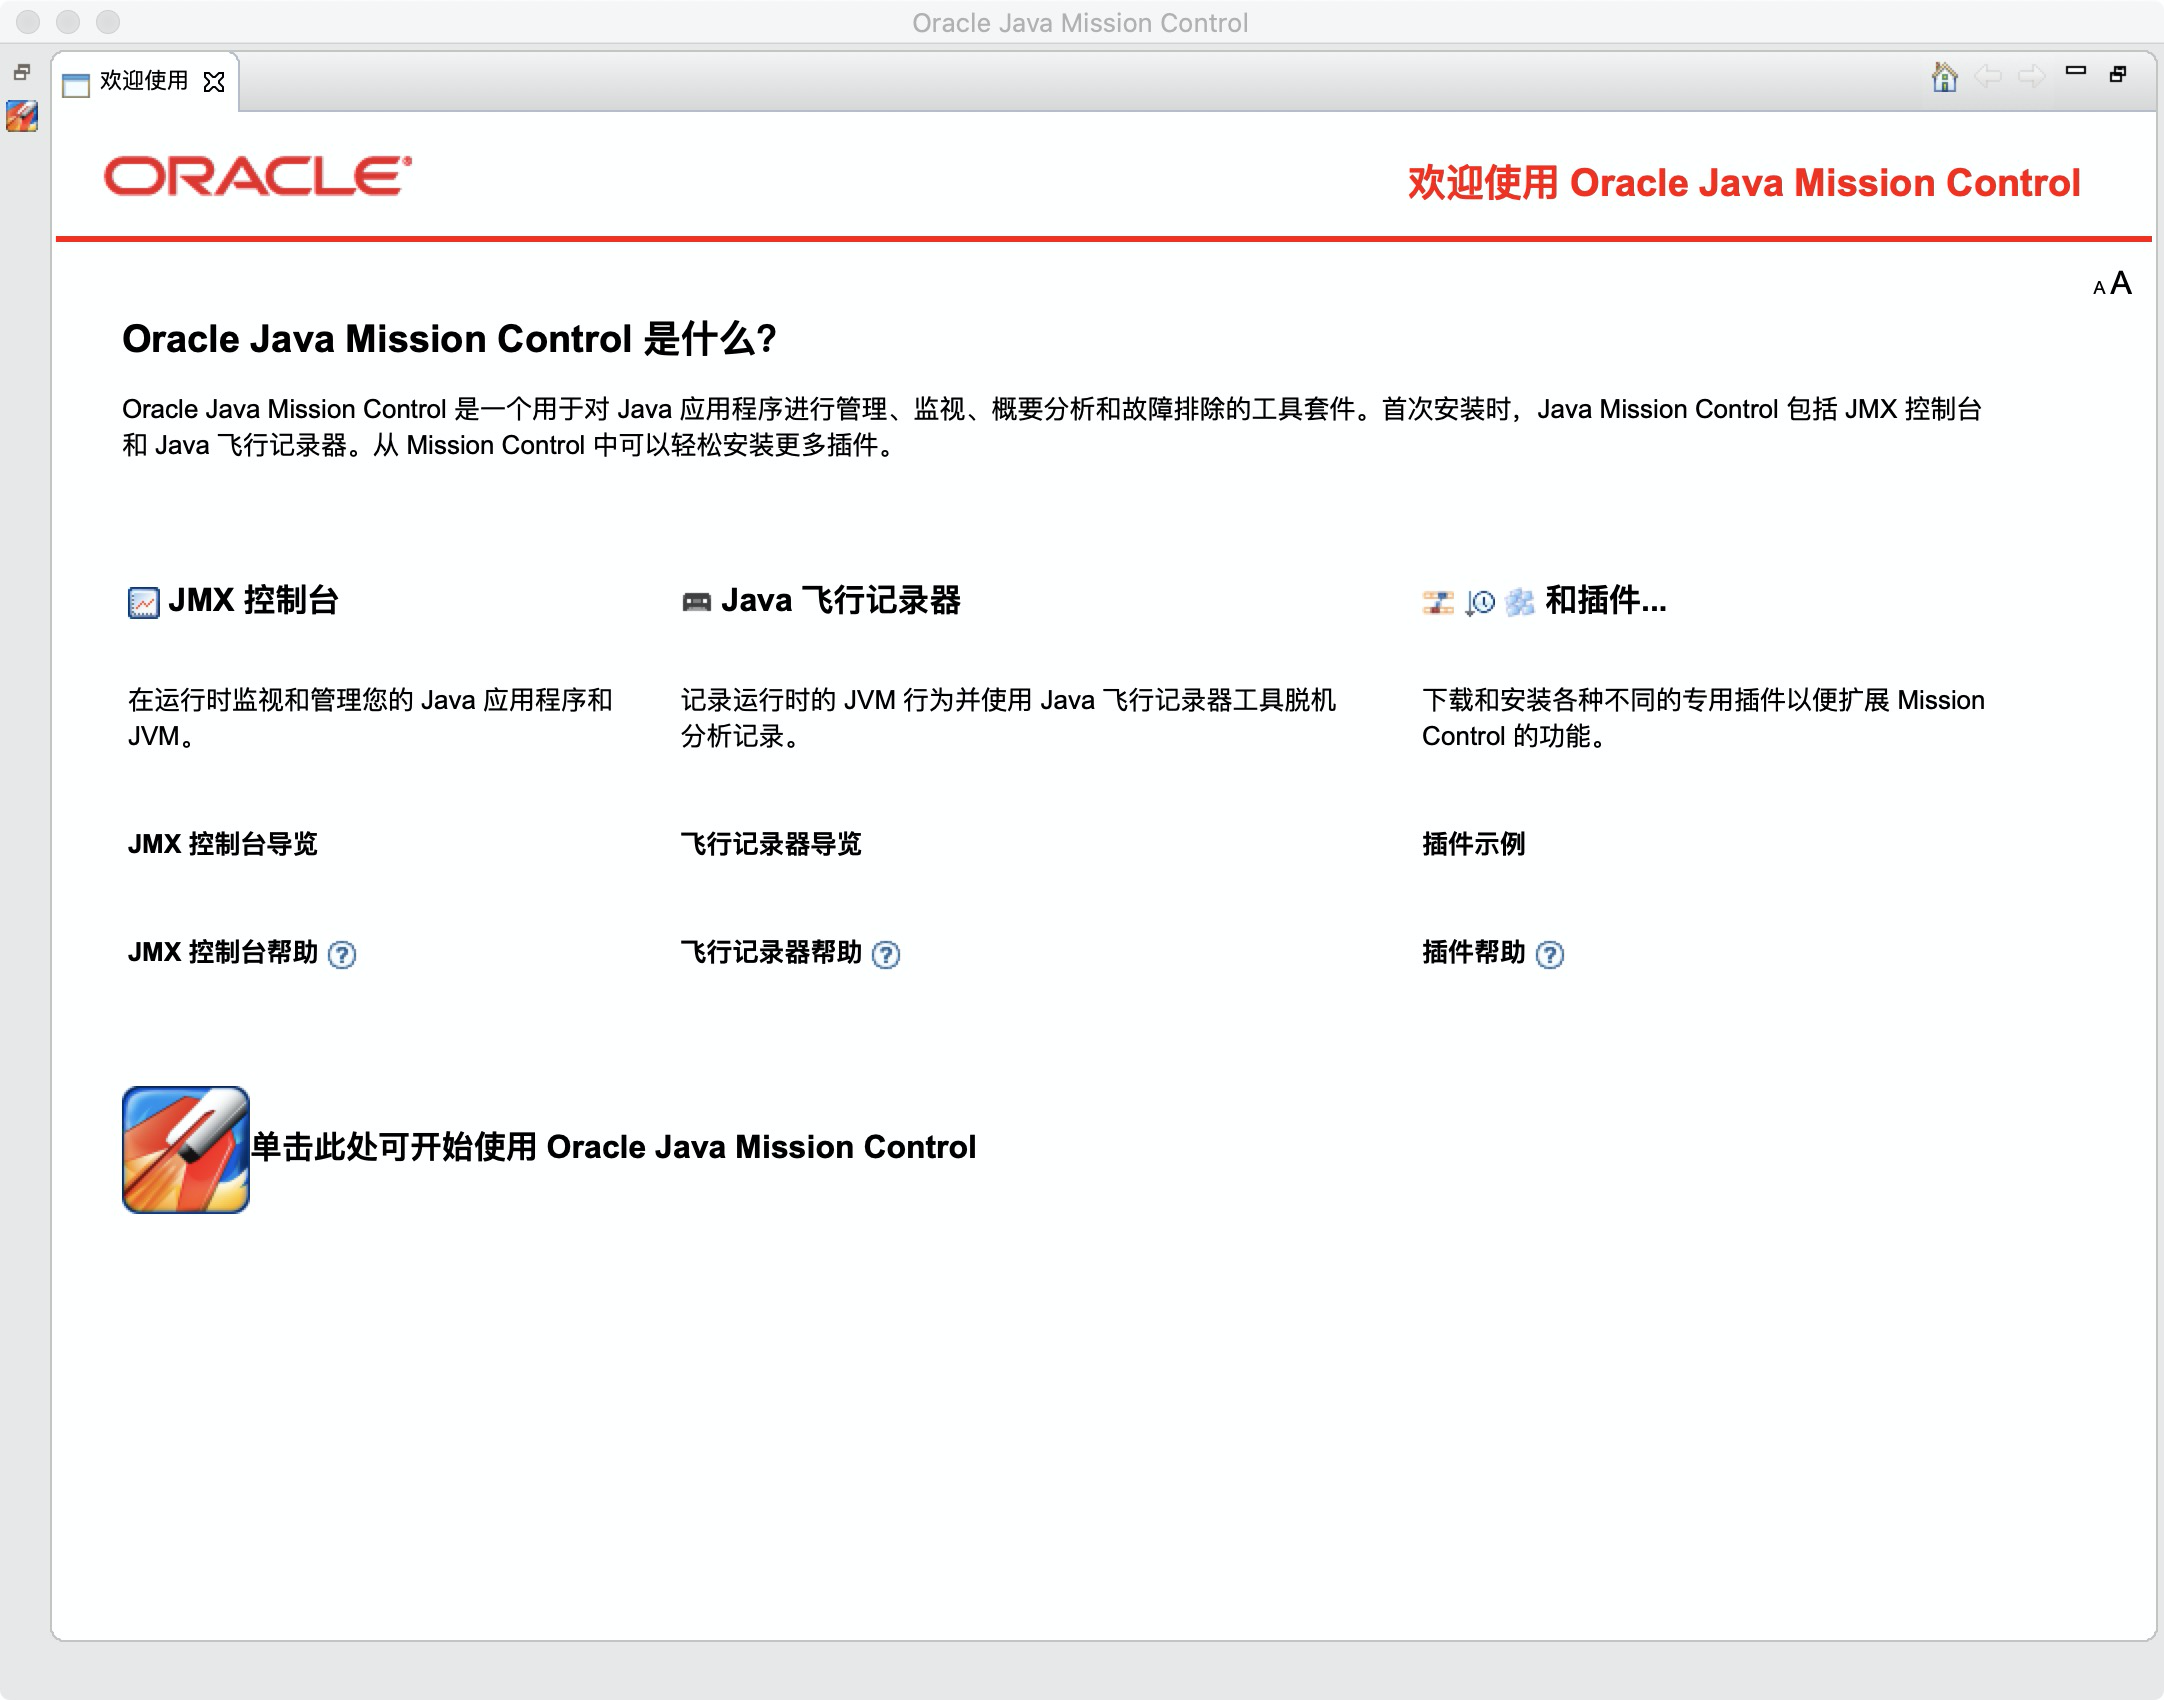 Oracle Java Mission Control
欢迎使用
ORACLE
欢迎使用 Oracle Java Mission Control
A A
Oracle Java Mission Control 是什么?
Oracle Java Mission Control 是一个用于对 Java 应用程序进行管理、监视、概要分析和故障排除的工具套件。首次安装时，Java Mission Control 包括 JMX 控制台
和 Java 飞行记录器。从 Mission Control 中可以轻松安装更多插件。
JMX 控制台
在运行时监视和管理您的 Java 应用程序和
JVM。
JMX 控制台导览
JMX 控制台帮助
Java 飞行记录器
记录运行时的 JVM 行为并使用 Java 飞行记录器工具脱机
分析记录。
飞行记录器导览
飞行记录器帮助
和插件...
下载和安装各种不同的专用插件以便扩展 Mission
Control 的功能。
插件示例
插件帮助
单击此处可开始使用 Oracle Java Mission Control